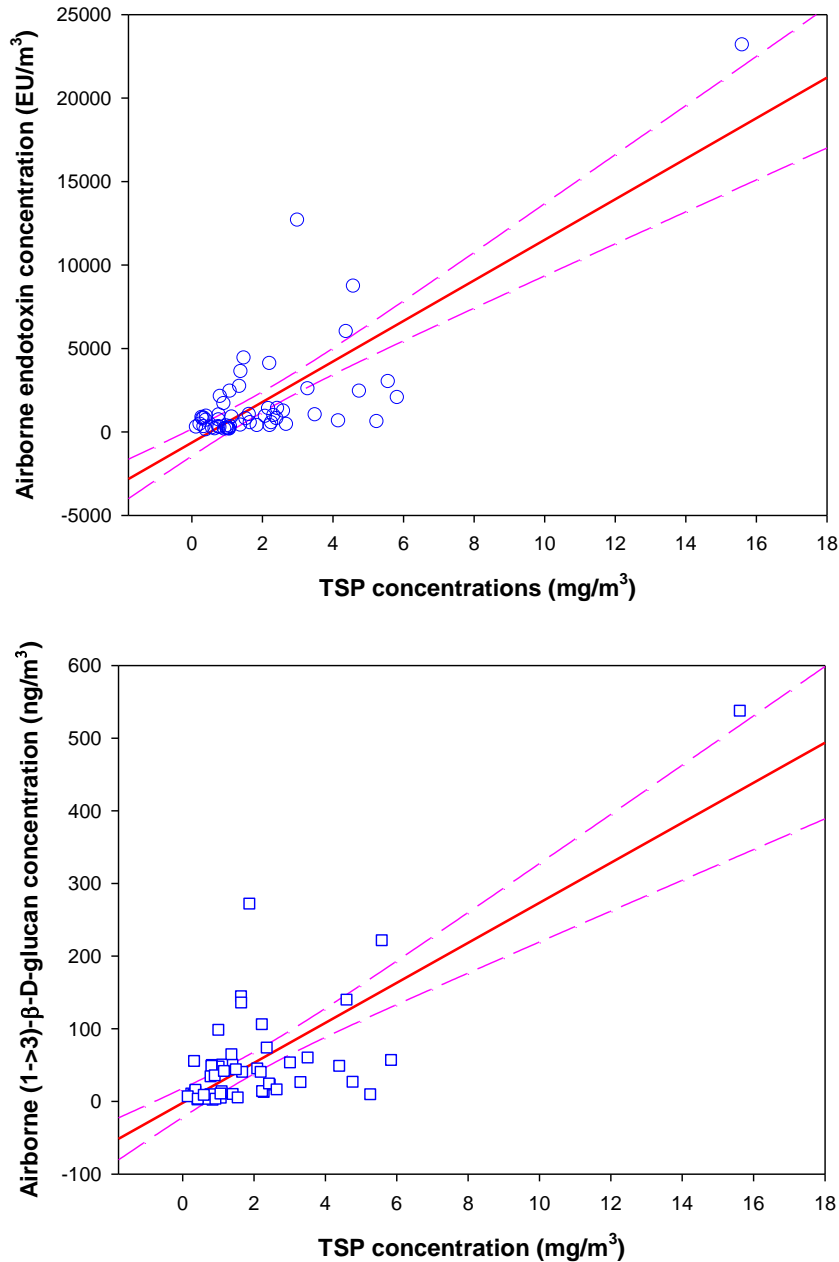 25000
20000
15000
10000
5000
0
-5000
Airborne endotoxin concentration (EU/m³)
0 2 4 6 8 10 12 14 16 18
TSP concentrations (mg/m³)
600
500
400
300
200
100
0
-100
Airborne (1->3)-β-D-glucan concentration (ng/m³)
0 2 4 6 8 10 12 14 16 18
TSP concentration (mg/m³)